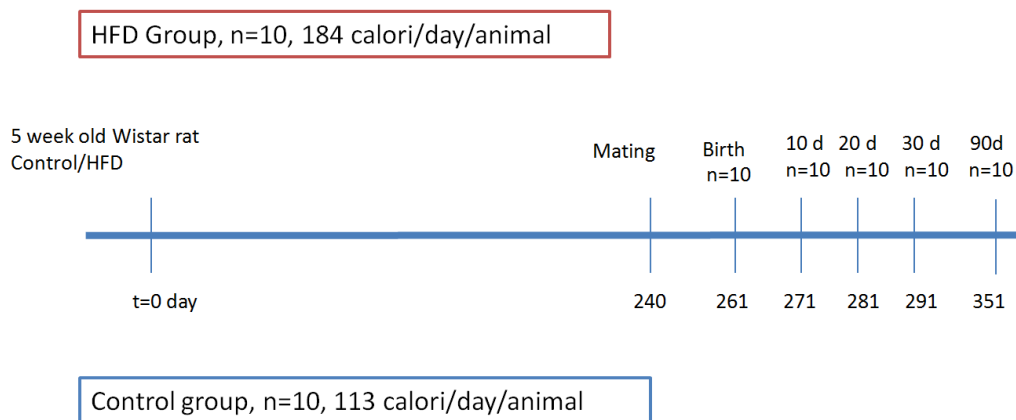 HFD Group, n=10, 184 calori/day/animal
5 week old Wistar rat
Control/HFD
Mating
Birth
n=10
10 d
n=10
20 d
n=10
30 d
n=10
90d
n=10
t=0 day
240
261
271
281
291
351
Control group, n=10, 113 calori/day/animal